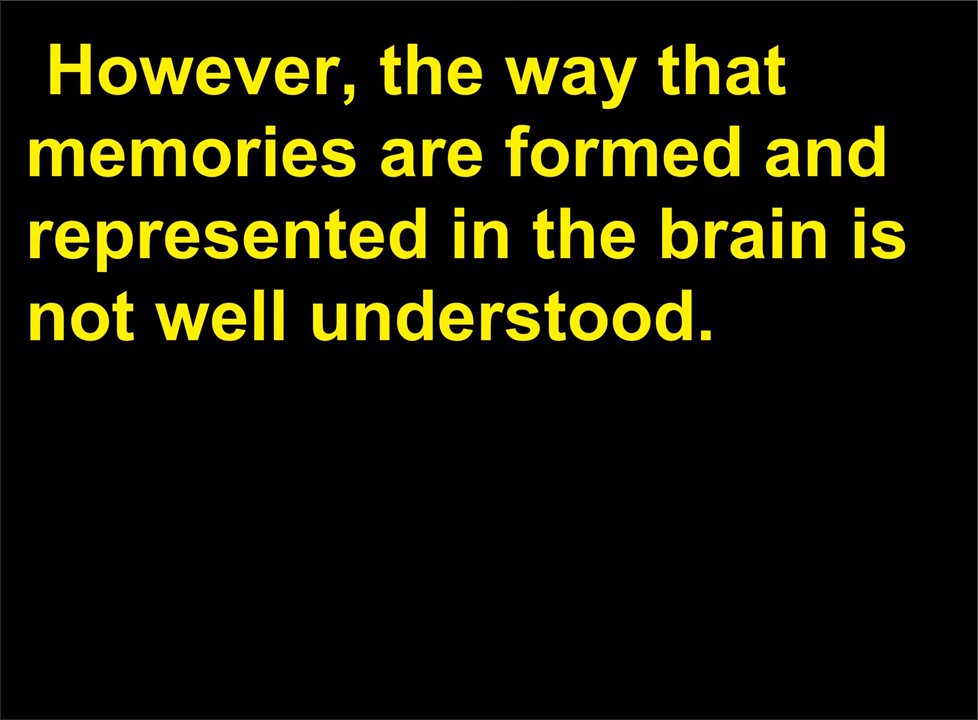 However, the way that
memories are formed and
represented in the brain is
not well understood.